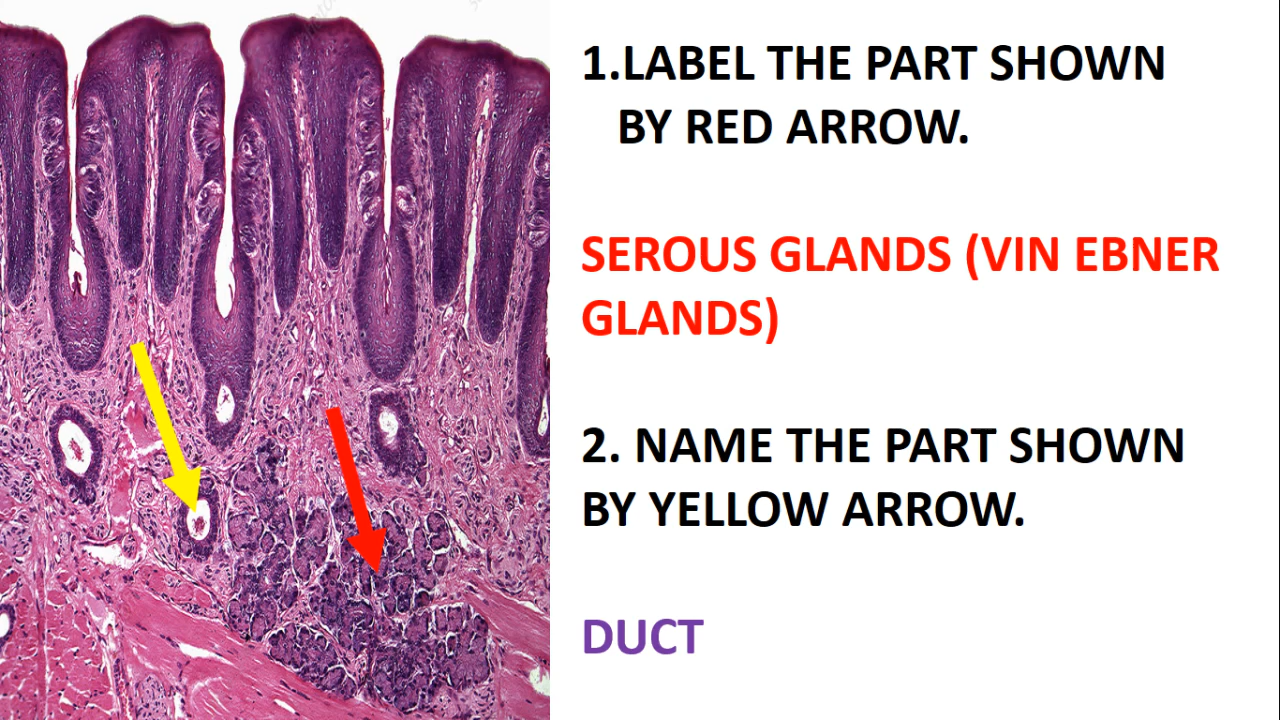 1.LABEL THE PART SHOWN
BY RED ARROW.
SEROUS GLANDS (VIN EBNER
GLANDS)
2. NAME THE PART SHOWN
BY YELLOW ARROW.
DUCT